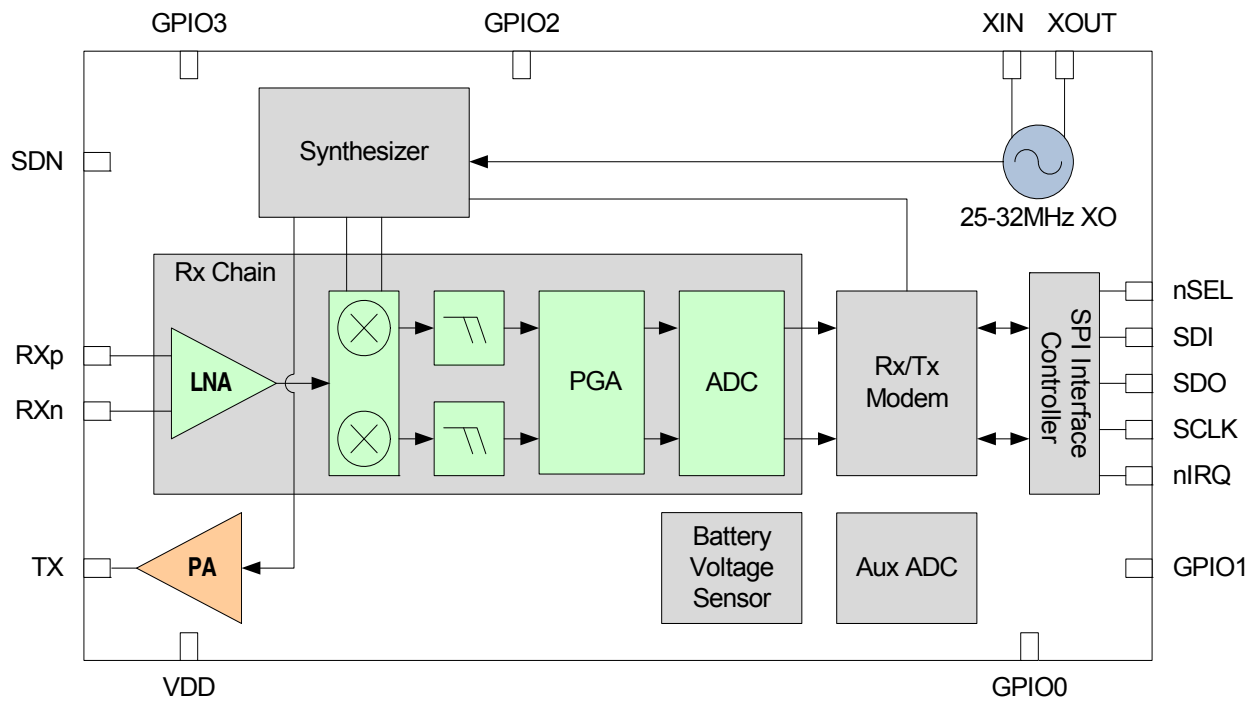 GPIO3
GPIO2
XIN
XOUT
SDN
Synthesizer
25-32MHz XO
Rx Chain
RXp
RXn
LNA
PGA
ADC
Rx/Tx
Modem
SPI Interface
Controller
nSEL
SDI
SDO
SCLK
nIRQ
TX
PA
Battery
Voltage
Sensor
Aux ADC
GPIO1
VDD
GPIO0